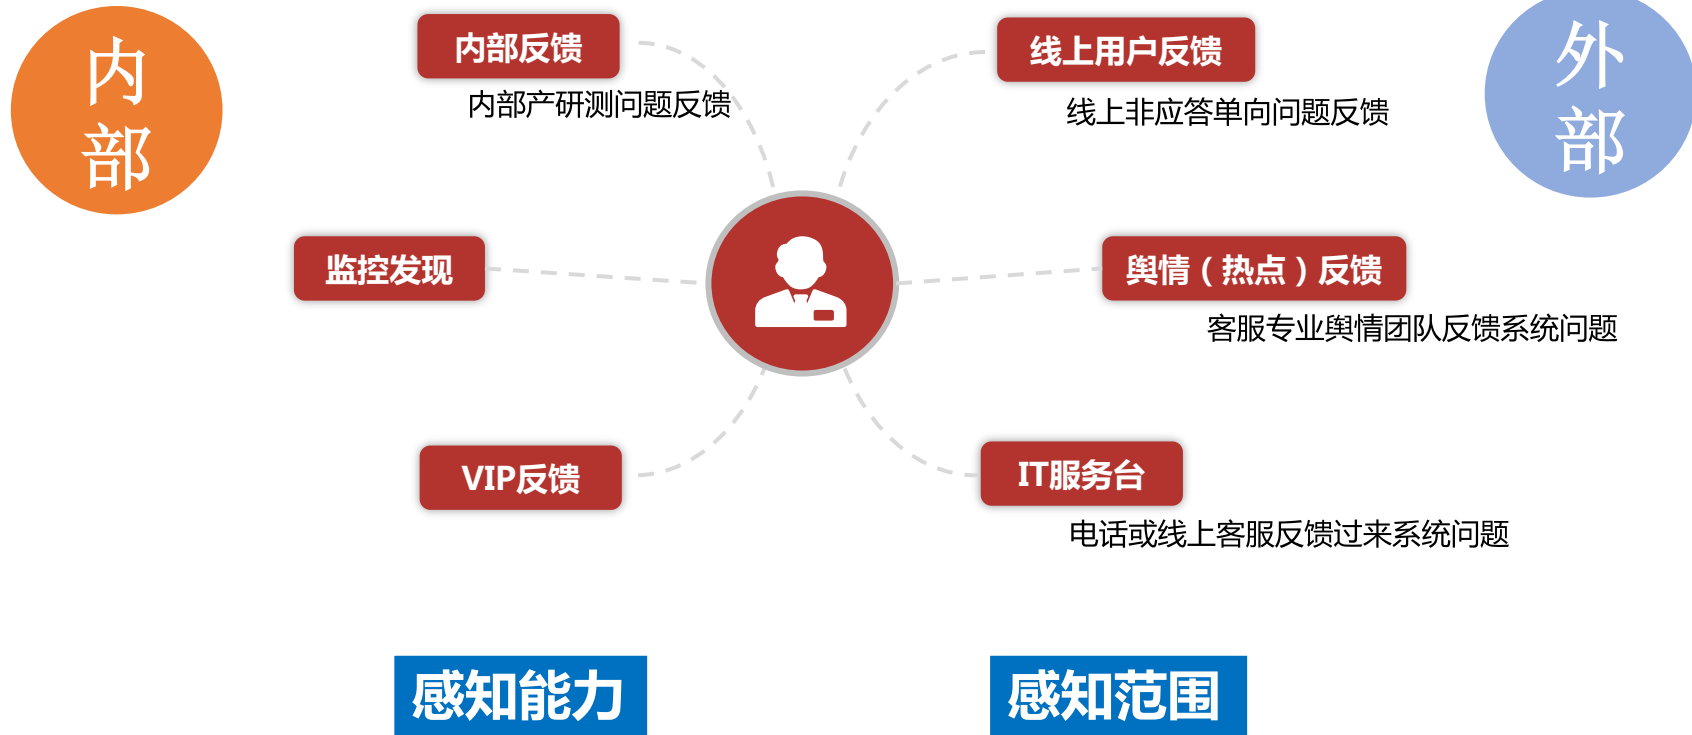 内部
内部反馈
内部产研测问题反馈
线上用户反馈
线上非应答单向问题反馈
外部
监控发现
舆情（热点）反馈
客服专业舆情团队反馈系统问题
VIP反馈
IT服务台
电话或线上客服反馈过来系统问题
感知能力
感知范围